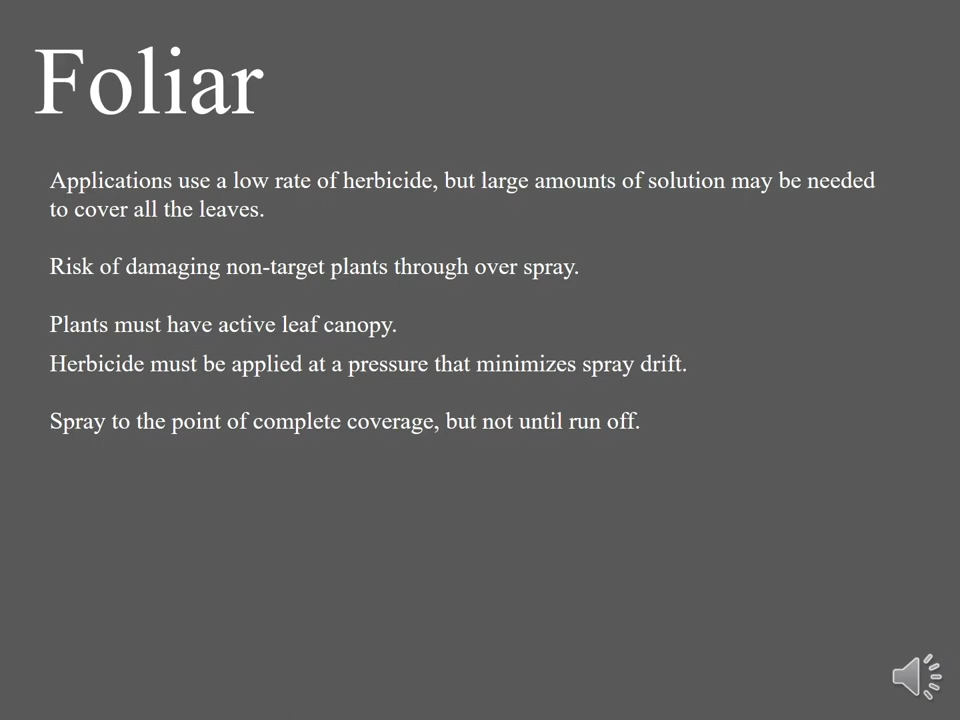 Foliar
Applications use a low rate of herbicide, but large amounts of solution may be needed
to cover all the leaves.
Risk of damaging non-target plants through over spray.
Plants must have active leaf canopy.
Herbicide must be applied at a pressure that minimizes spray drift.
Spray to the point of complete coverage, but not until run off.